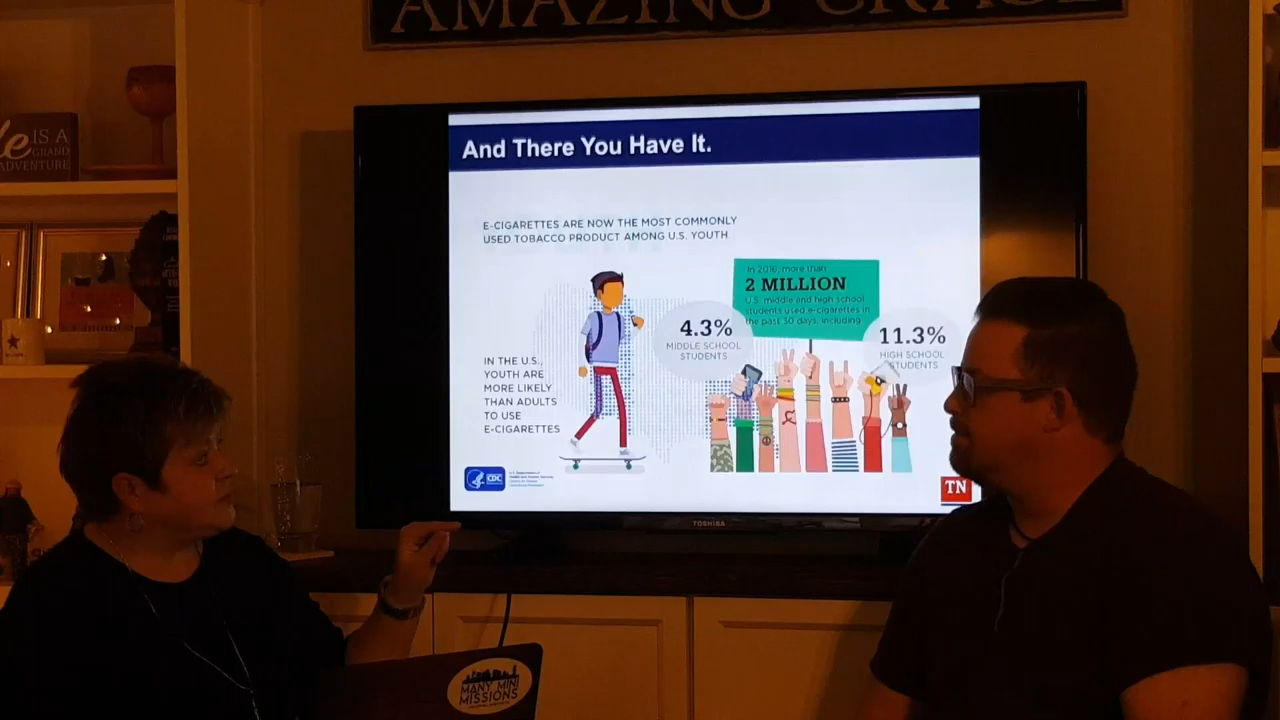 AMAZING GRACE
IS A
GRAND
ADVENTURE
And There You Have It.
E-CIGARETTES ARE NOW THE MOST COMMONLY
USED TOBACCO PRODUCT AMONG U.S. YOUTH
In 2016, more than
2 MILLION
U.S. middle and high school
students used e-cigarettes in
the past 30 days, including
4.3%
MIDDLE SCHOOL
STUDENTS
11.3%
HIGH SCHOOL
STUDENTS
IN THE U.S.,
YOUTH ARE
MORE LIKELY
THAN ADULTS
TO USE
E-CIGARETTES
CDC
TN
TOSHIBA
MANY MINI
MISSIONS